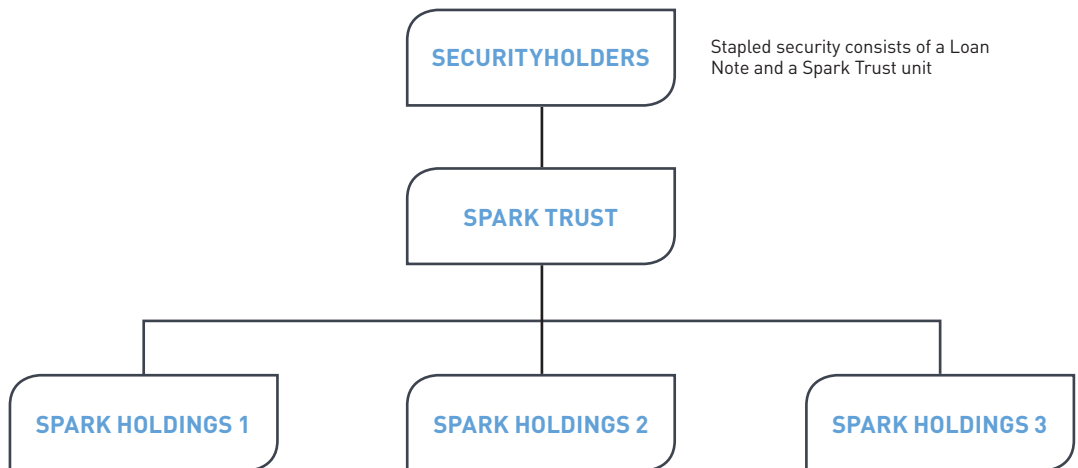 SECURITYHOLDERS
Stapled security consists of a Loan
Note and a Spark Trust unit
SPARK TRUST
SPARK HOLDINGS 1
SPARK HOLDINGS 2
SPARK HOLDINGS 3